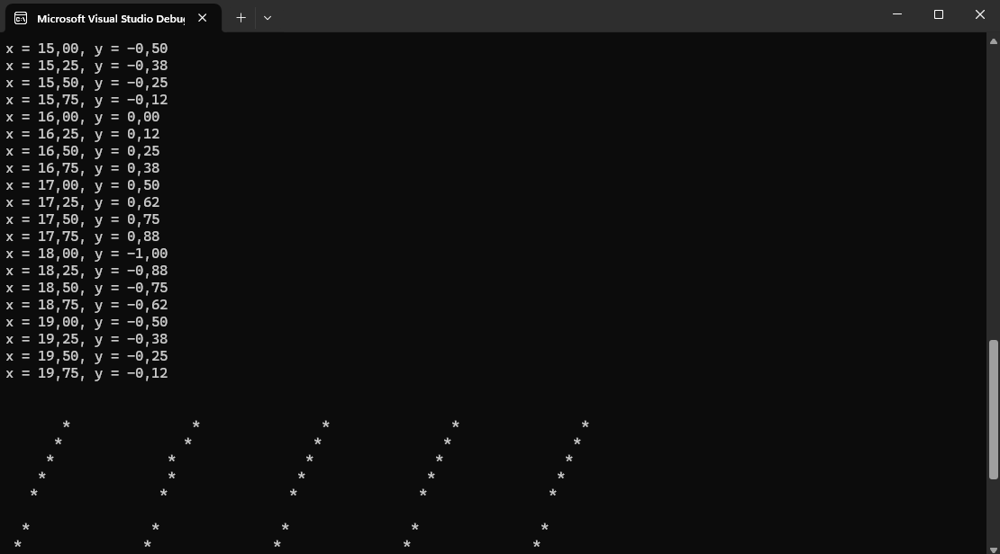 Microsoft Visual Studio Debug
x = 15,00, y = -0,50
x = 15,25, y = -0,38
x = 15,50, y = -0,25
x = 15,75, y = -0,12
x = 16,00, y = 0,00
x = 16,25, y = 0,12
x = 16,50, y = 0,25
x = 16,75, y = 0,38
x = 17,00, y = 0,50
x = 17,25, y = 0,62
x = 17,50, y = 0,75
x = 17,75, y = 0,88
x = 18,00, y = -1,00
x = 18,25, y = -0,88
x = 18,50, y = -0,75
x = 18,75, y = -0,62
x = 19,00, y = -0,50
x = 19,25, y = -0,38
x = 19,50, y = -0,25
x = 19,75, y = -0,12
* * * * *
* * * * *
* * * * *
* * * * *
* * * * *
* * * * *
* * * * *